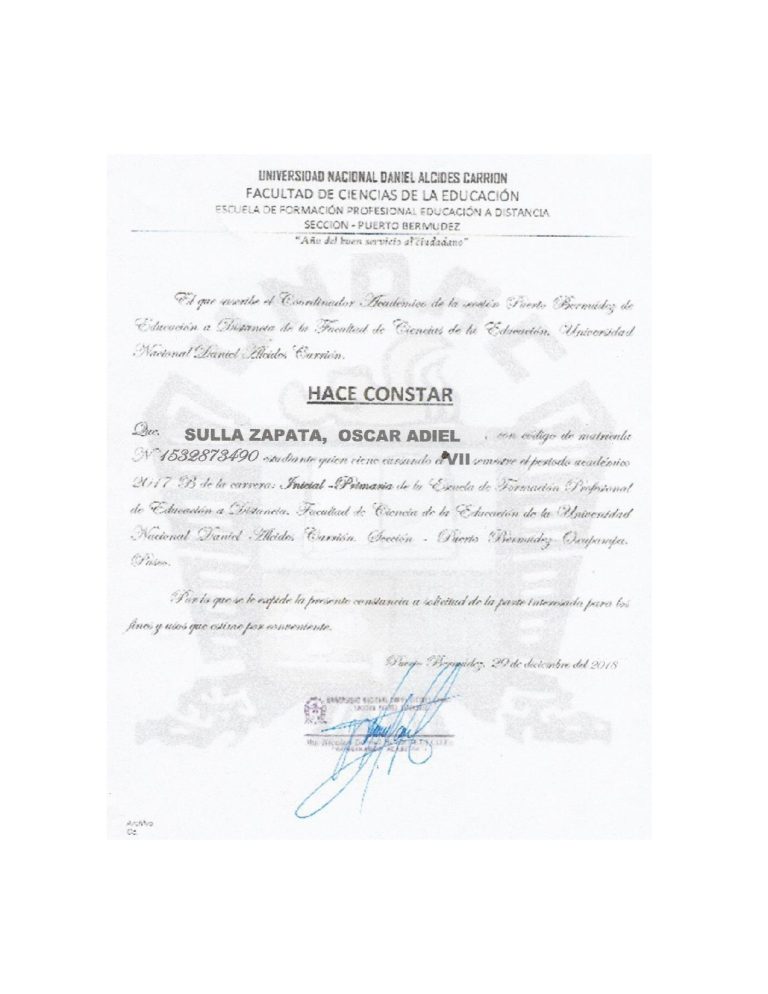 UNIVERSIDAD NACIONAL DANIEL ALCIDES CARRION
FACULTAD DE CIENCIAS DE LA EDUCACIÓN
ESCUELA DE FORMACIÓN PROFESIONAL EDUCACIÓN A DISTANCIA
SECCION - PUERTO BERMUDEZ
"Año del buen servicio al ciudadano"
El que suscribe el Coordinador Académico de la sección Puerto Bermúdez de
Educación a Distancia de la Facultad de Ciencias de la Educación, Universidad
Nacional Daniel Alcides Carrión.
HACE CONSTAR
Que. SULLA ZAPATA, OSCAR ADIEL , con código de matrícula
Nº 1532873490 estudiante quien viene cursando el VII semestre el periodo académico
2017 B de la carrera: Inicial -Primaria de la Escuela de Formación Profesional
de Educación a Distancia, Facultad de Ciencia de la Educación de la Universidad
Nacional Daniel Alcides Carrión. Sección - Puerto Bermúdez Oxapampa.
Pasco.
Por lo que se le expide la presente constancia a solicitud de la parte interesada para los
fines y usos que estime por conveniente.
Puerto Bermúdez, 29 de diciembre del 2018
UNIVERSIDAD NACIONAL
Archivo
Cc.